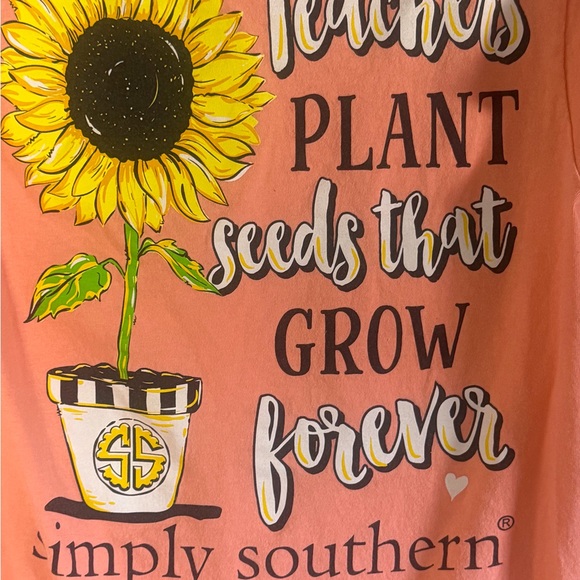 Teachers
PLANT
seeds that
GROW
forever
SS
simply southern®